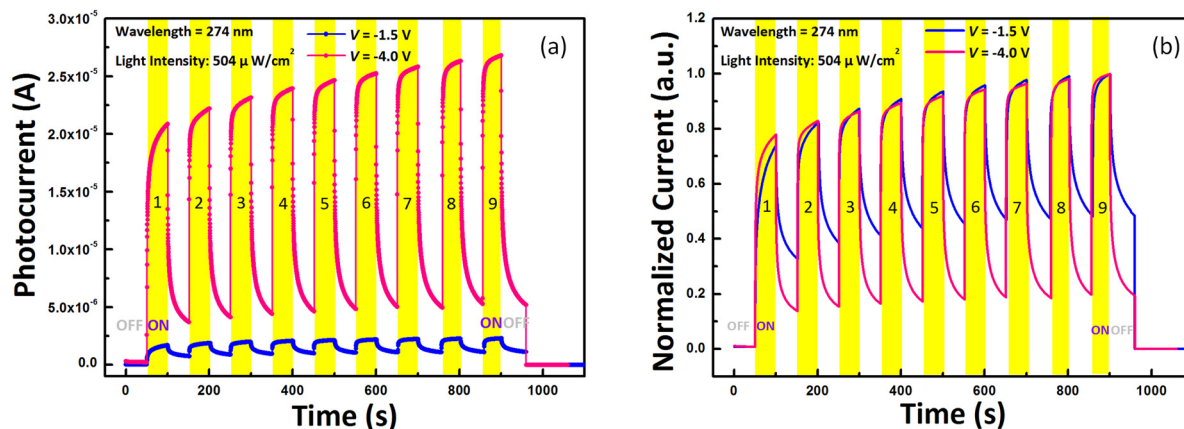 (a)
Wavelength = 274 nm
V = -1.5 V
Light Intensity: 504 μ W/cm²
V = -4.0 V
3.0x10⁻⁵
2.5x10⁻⁵
2.0x10⁻⁵
1.5x10⁻⁵
1.0x10⁻⁵
5.0x10⁻⁶
0.0
Photocurrent (A)
1 2 3 4 5 6 7 8 9
OFF ON ON OFF
0 200 400 600 800 1000
Time (s)
(b)
Wavelength = 274 nm
V = -1.5 V
Light Intensity: 504 μ W/cm²
V = -4.0 V
1.2
1.0
0.8
0.6
0.4
0.2
0.0
Normalized Current (a.u.)
1 2 3 4 5 6 7 8 9
OFF ON ON OFF
0 200 400 600 800 1000
Time (s)